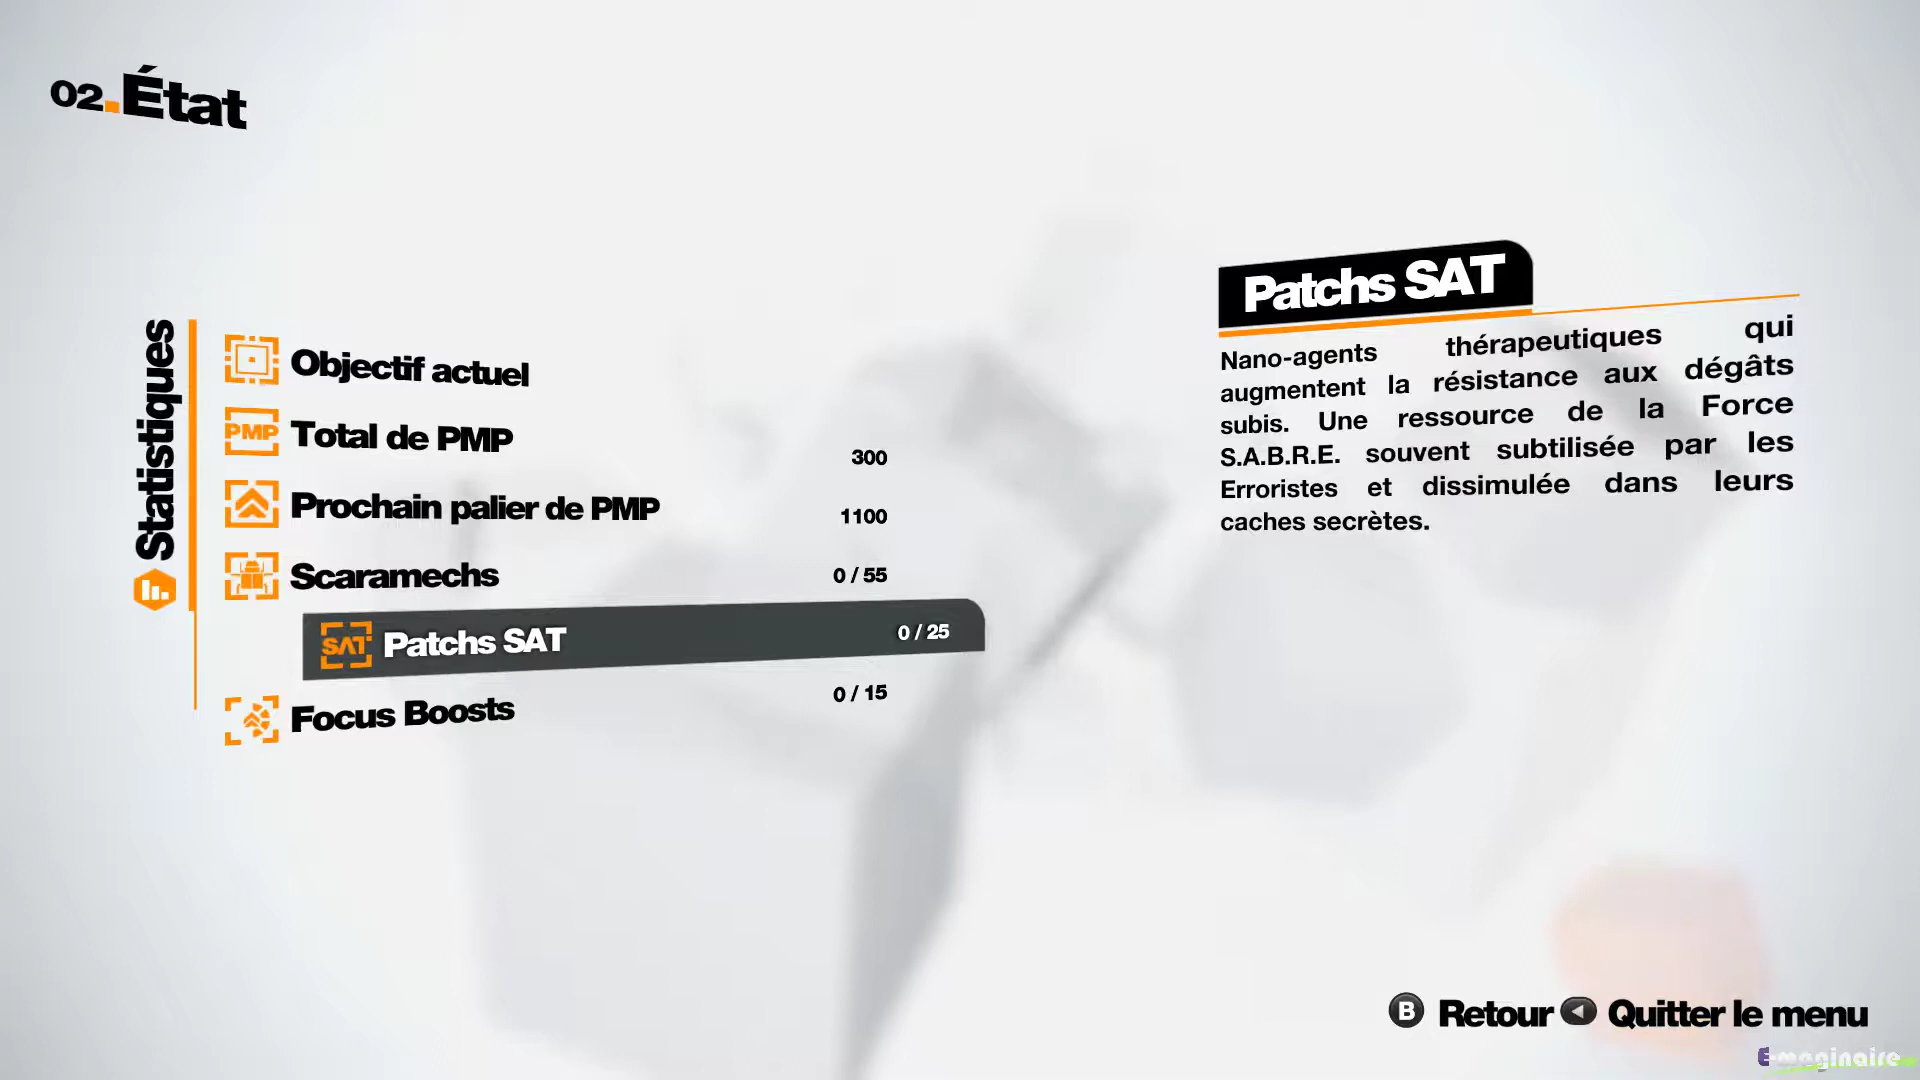 02.État
Statistiques
Objectif actuel
PMP Total de PMP 300
Prochain palier de PMP 1100
Scaramechs 0 / 55
SAT Patchs SAT 0 / 25
Focus Boosts 0 / 15
Patchs SAT
Nano-agents thérapeutiques qui
augmentent la résistance aux dégâts
subis. Une ressource de la Force
S.A.B.R.E. souvent subtilisée par les
Erroristes et dissimulée dans leurs
caches secrètes.
B Retour Quitter le menu
E-maginaire